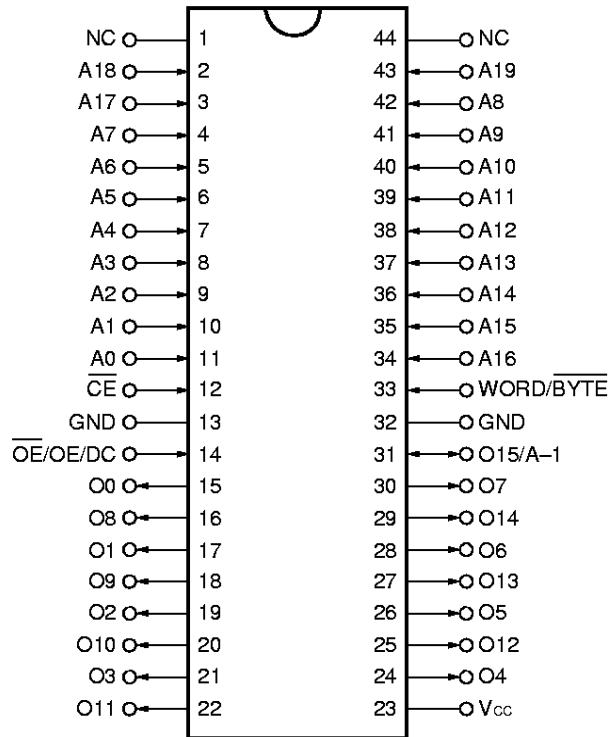 NC 1 44 NC
A18 2 43 A19
A17 3 42 A8
A7 4 41 A9
A6 5 40 A10
A5 6 39 A11
A4 7 38 A12
A3 8 37 A13
A2 9 36 A14
A1 10 35 A15
A0 11 34 A16
C̅E̅ 12 33 WORD/B̅Y̅T̅E̅
GND 13 32 GND
O̅E̅/OE/DC 14 31 O15/A–1
O0 15 30 O7
O8 16 29 O14
O1 17 28 O6
O9 18 27 O13
O2 19 26 O5
O10 20 25 O12
O3 21 24 O4
O11 22 23 Vcc